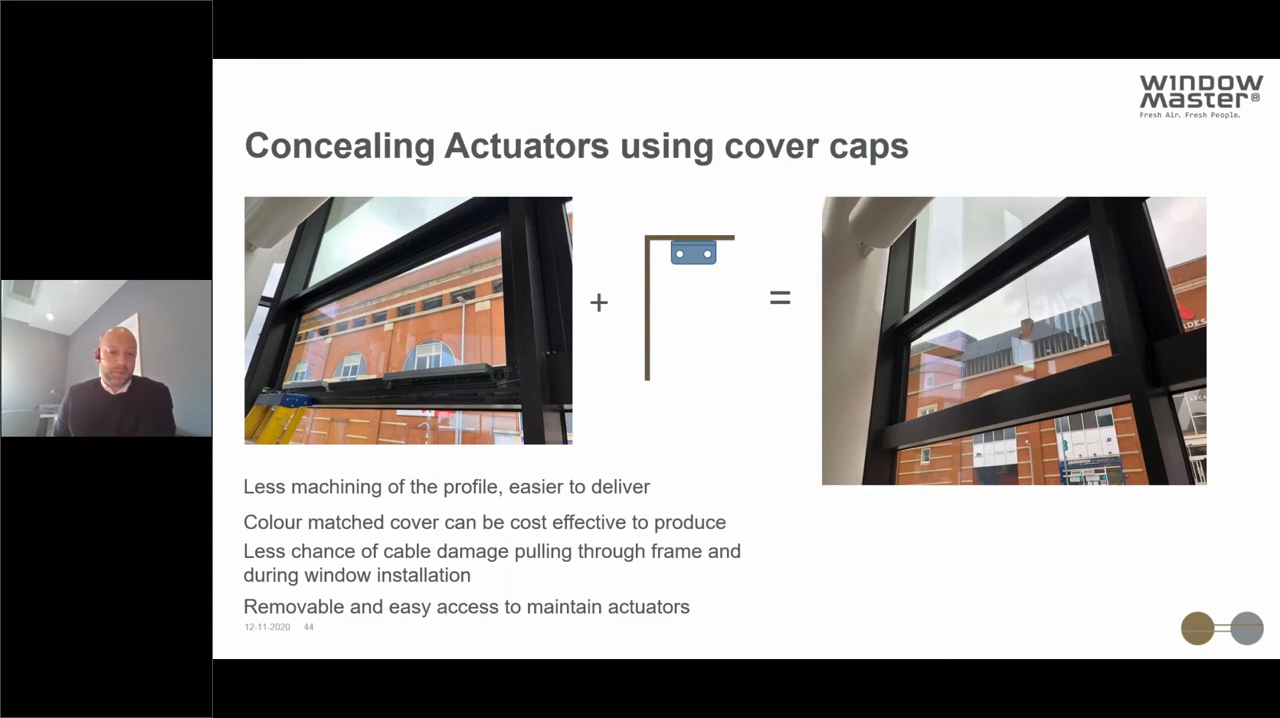 WINDOW
Master®
Fresh Air. Fresh People.
Concealing Actuators using cover caps
+
=
Less machining of the profile, easier to deliver
Colour matched cover can be cost effective to produce
Less chance of cable damage pulling through frame and
during window installation
Removable and easy access to maintain actuators
12-11-2020 44